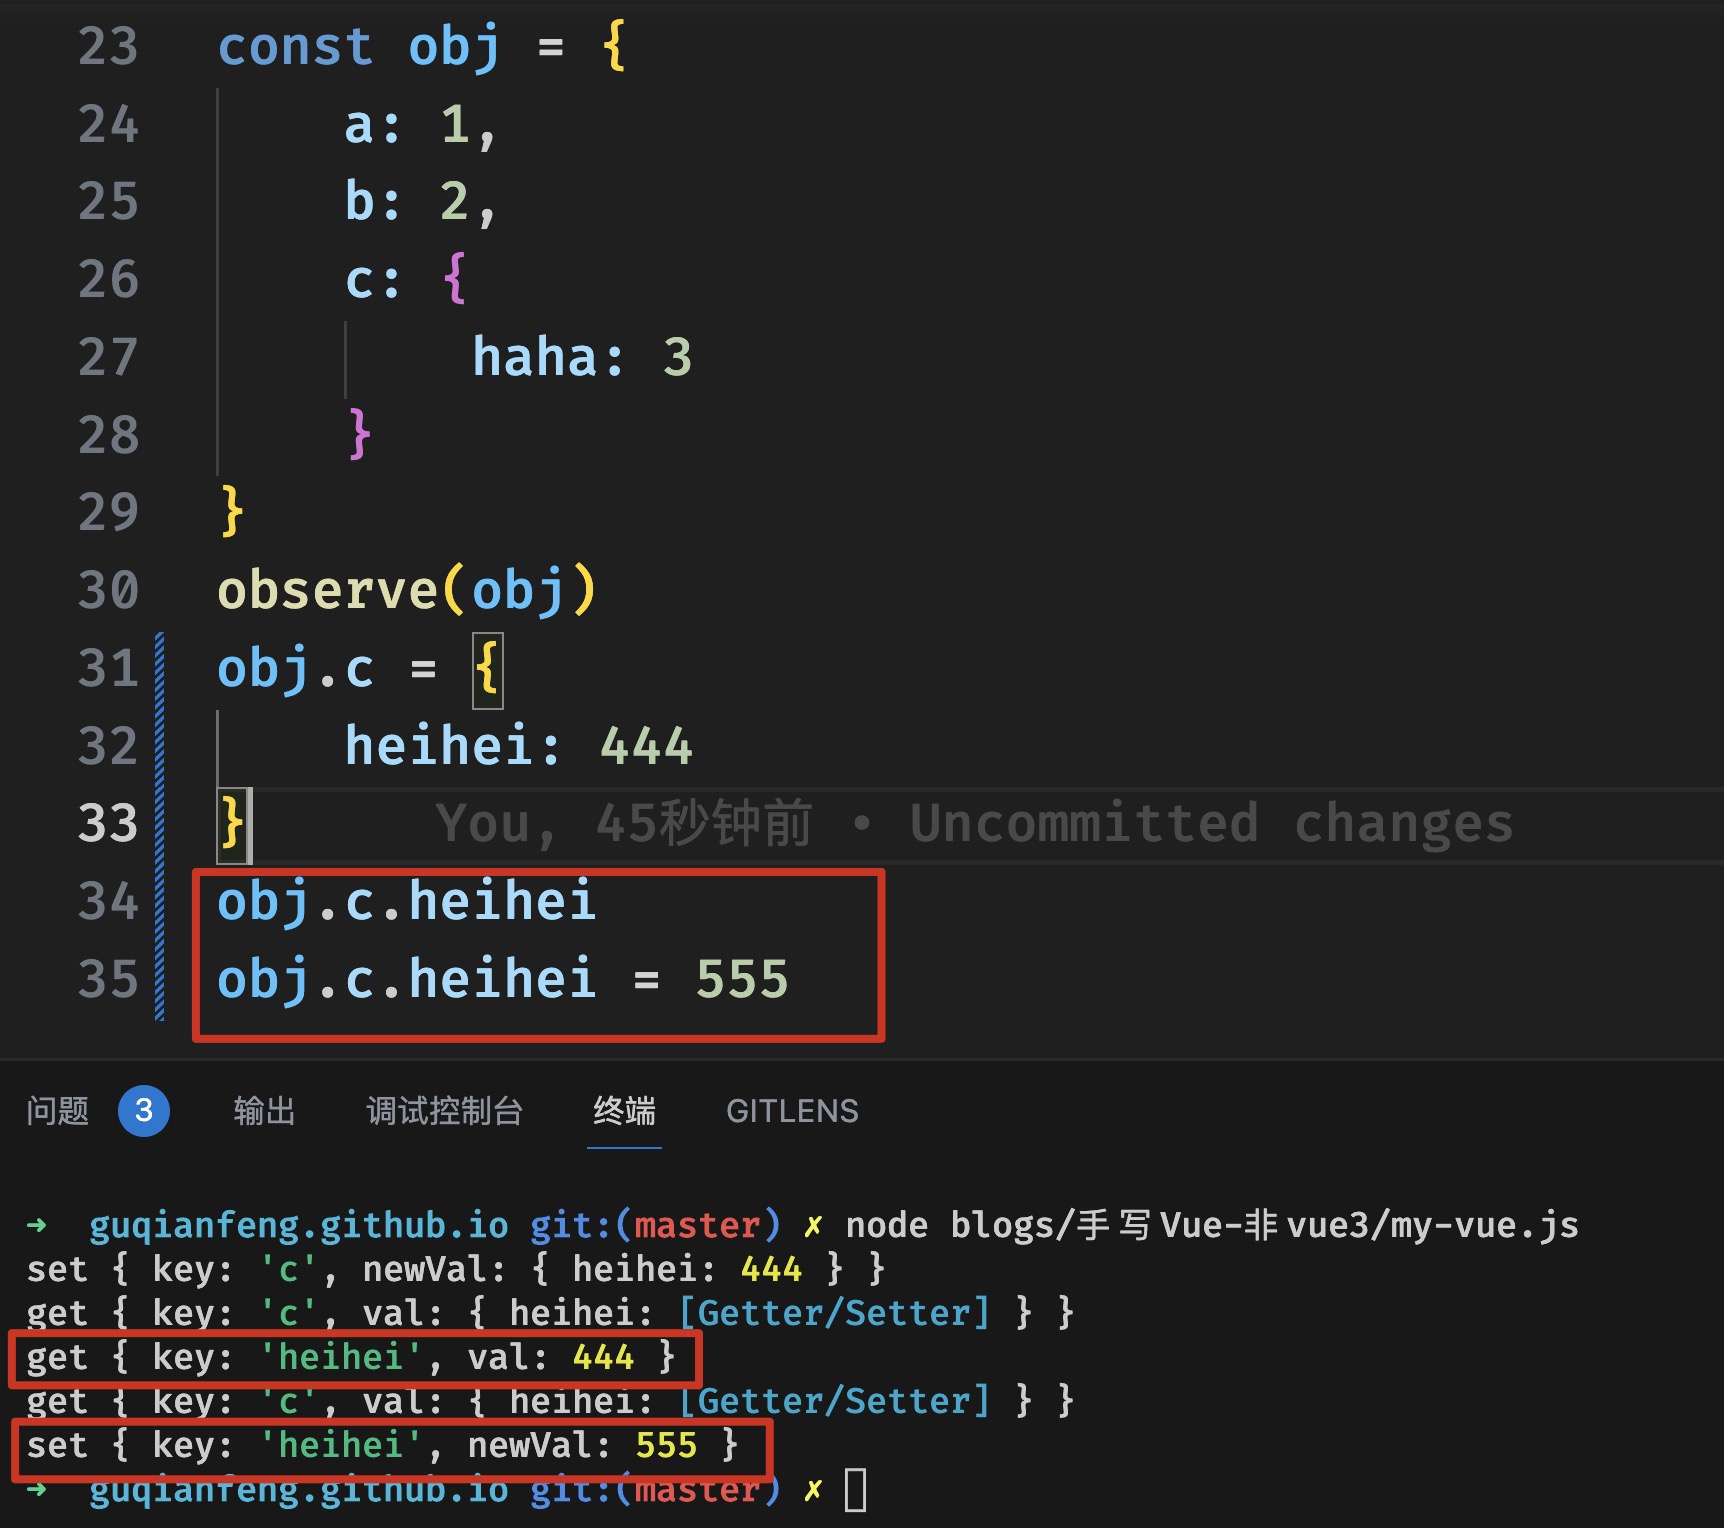 23 const obj = {
24 a: 1,
25 b: 2,
26 c: {
27 haha: 3
28 }
29 }
30 observe(obj)
31 obj.c = {
32 heihei: 444
33 } You, 45秒钟前 • Uncommitted changes
34 obj.c.heihei
35 obj.c.heihei = 555
问题 3 输出 调试控制台 终端 GITLENS
➜ guqianfeng.github.io git:(master) ✗ node blogs/手写Vue-非vue3/my-vue.js
set { key: 'c', newVal: { heihei: 444 } }
get { key: 'c', val: { heihei: [Getter/Setter] } }
get { key: 'heihei', val: 444 }
get { key: 'c', val: { heihei: [Getter/Setter] } }
set { key: 'heihei', newVal: 555 }
➜ guqianfeng.github.io git:(master) ✗